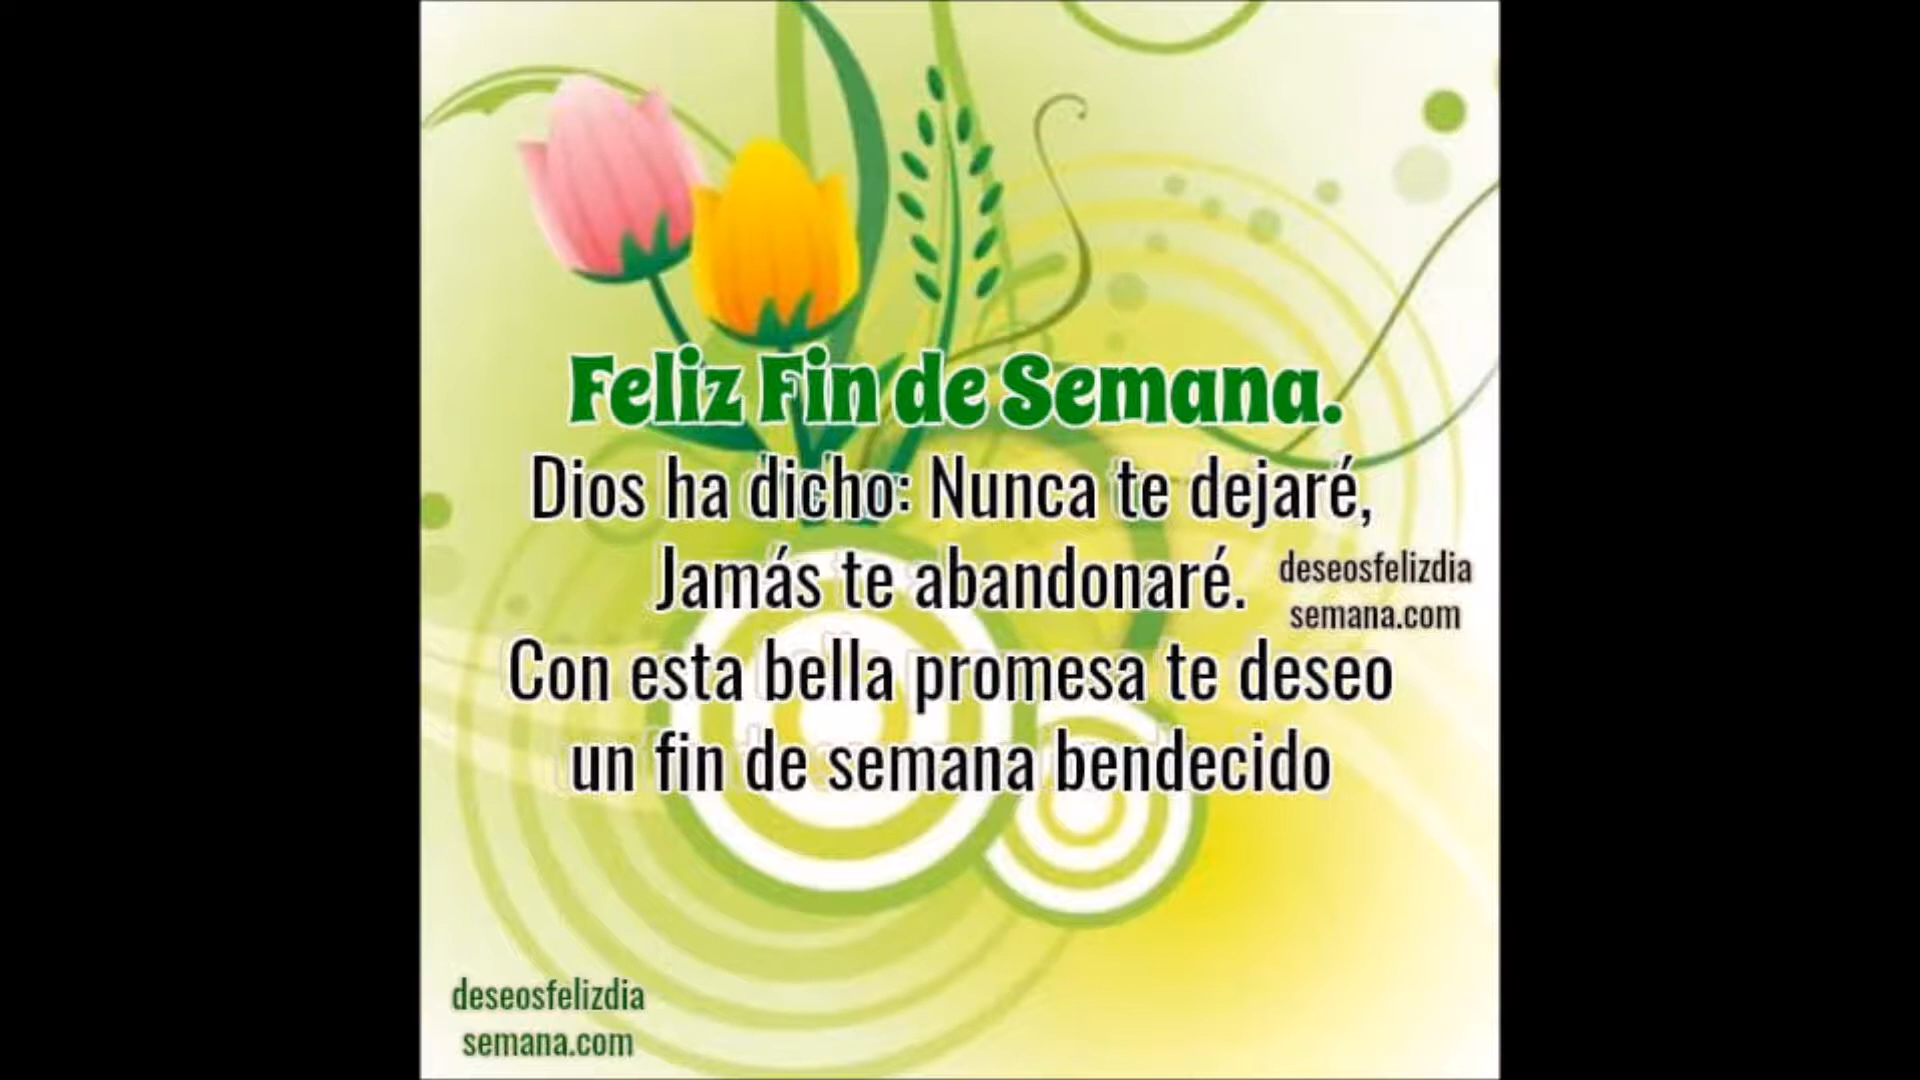 Feliz Fin de Semana.
Dios ha dicho: Nunca te dejaré,
Jamás te abandonaré.
deseosfelizdia
semana.com
Con esta bella promesa te deseo
un fin de semana bendecido
deseosfelizdia
semana.com